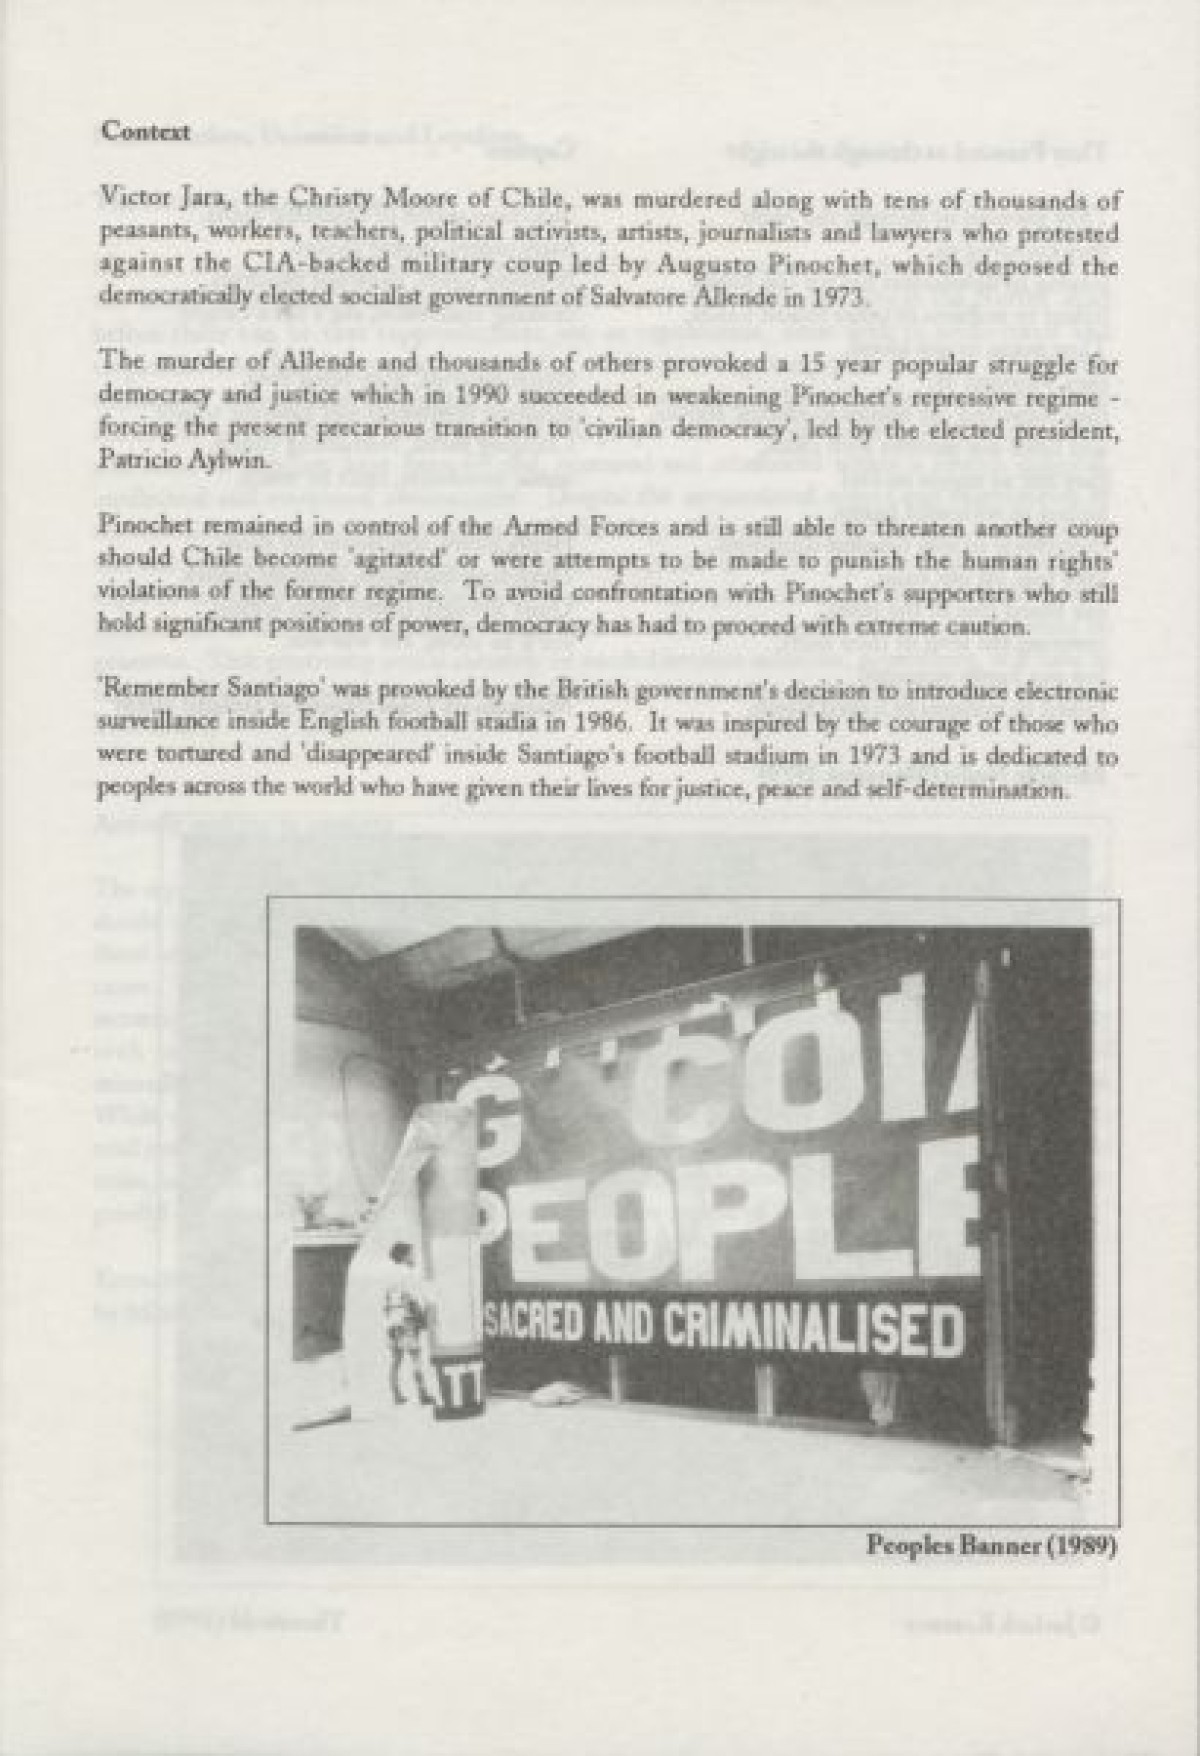 Context
Victor Jara, the Christy Moore of Chile, was murdered along with tens of thousands of
peasants, workers, teachers, political activists, artists, journalists and lawyers who protested
against the CIA-backed military coup led by Augusto Pinochet, which deposed the
democratically elected socialist government of Salvatore Allende in 1973.
The murder of Allende and thousands of others provoked a 15 year popular struggle for
democracy and justice which in 1990 succeeded in weakening Pinochet's repressive regime -
forcing the present precarious transition to 'civilian democracy', led by the elected president,
Patricio Aylwin.
Pinochet remained in control of the Armed Forces and is still able to threaten another coup
should Chile become 'agitated' or were attempts to be made to punish the human rights'
violations of the former regime. To avoid confrontation with Pinochet's supporters who still
hold significant positions of power, democracy has had to proceed with extreme caution.
'Remember Santiago' was provoked by the British government's decision to introduce electronic
surveillance inside English football stadia in 1986. It was inspired by the courage of those who
were tortured and 'disappeared' inside Santiago's football stadium in 1973 and is dedicated to
peoples across the world who have given their lives for justice, peace and self-determination.
G COIA
PEOPLE
SACRED AND CRIMINALISED
ATT
Peoples Banner (1989)